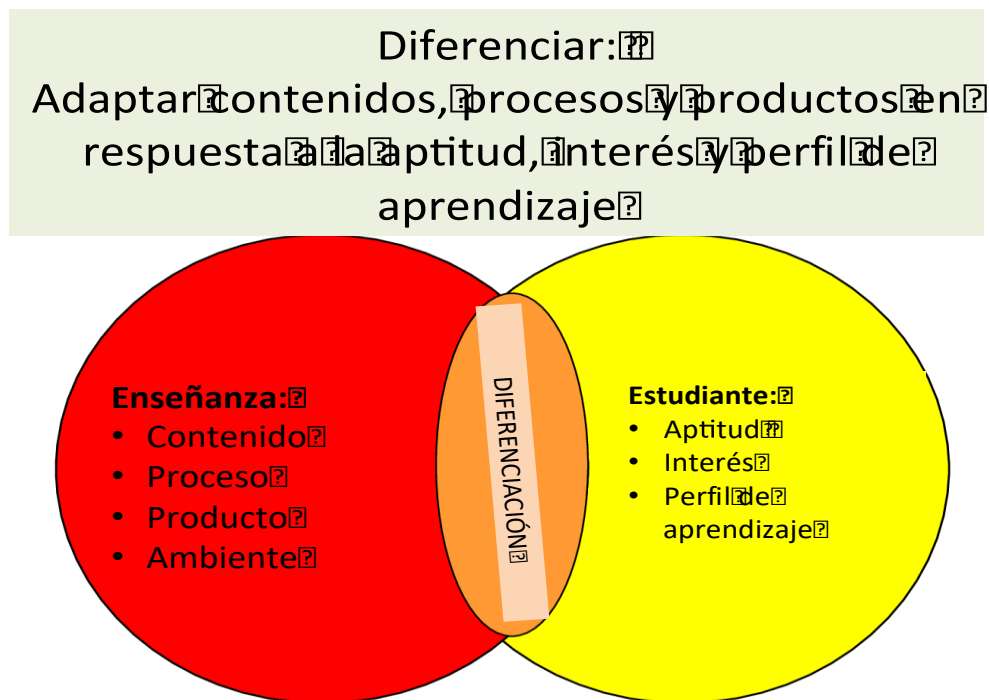 Diferenciar:
Adaptar contenidos, procesos y productos en
respuesta a la aptitud, interés y perfil de
aprendizaje
Enseñanza:
• Contenido
• Proceso
• Producto
• Ambiente
DIFERENCIACIÓN
Estudiante:
• Aptitud
• Interés
• Perfil de
aprendizaje